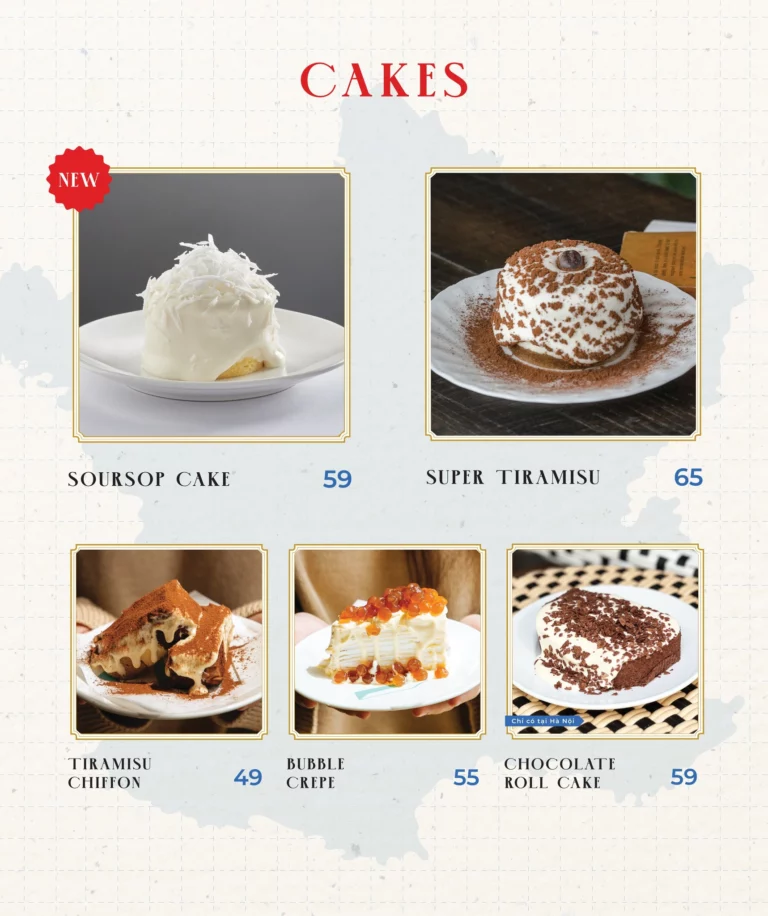 CAKES
NEW
SOURSOP CAKE 59
SUPER TIRAMISU 65
Chỉ có tại Hà Nội
TIRAMISU
CHIFFON 49
BUBBLE
CREPE 55
CHOCOLATE
ROLL CAKE 59